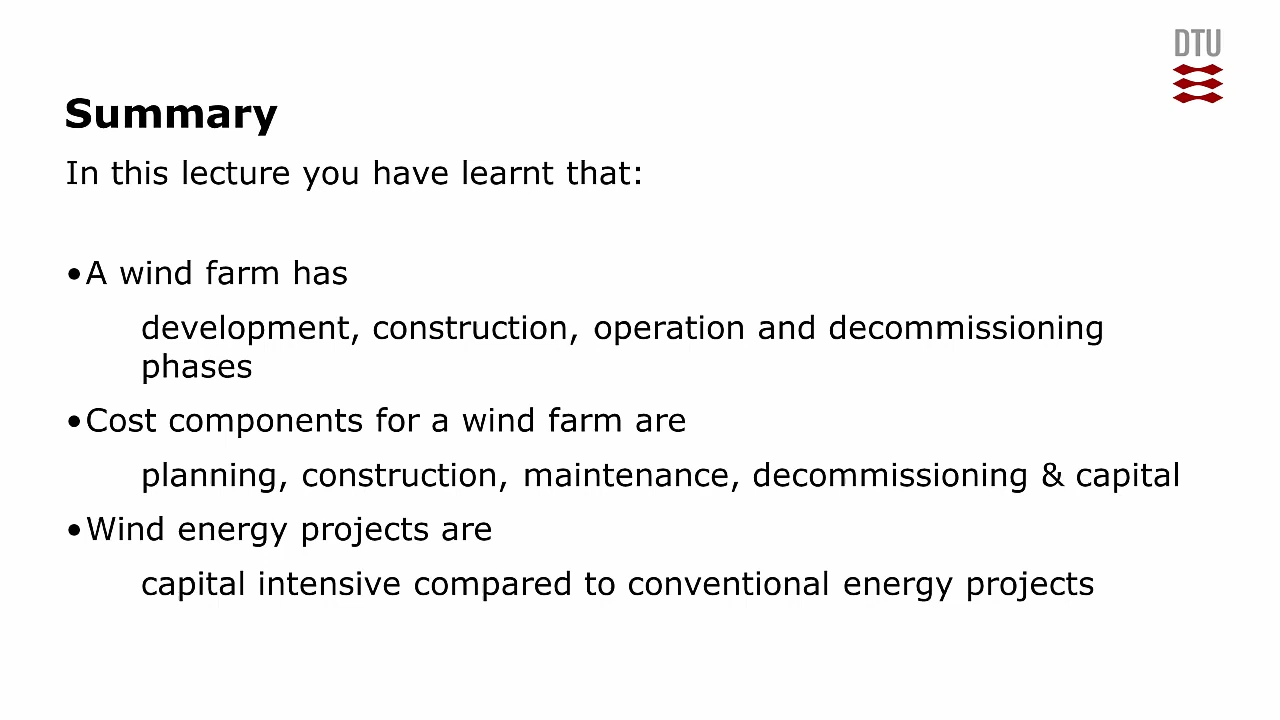 DTU
Summary
In this lecture you have learnt that:
•A wind farm has
development, construction, operation and decommissioning
phases
•Cost components for a wind farm are
planning, construction, maintenance, decommissioning & capital
•Wind energy projects are
capital intensive compared to conventional energy projects